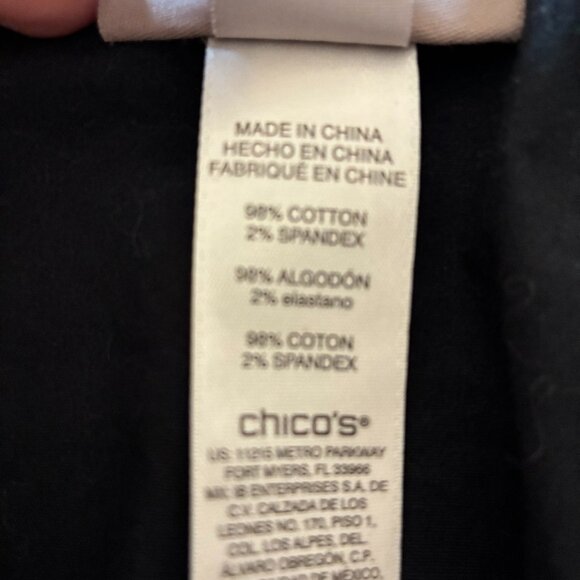 MADE IN CHINA
HECHO EN CHINA
FABRIQUÉ EN CHINE
98% COTTON
2% SPANDEX
98% ALGODÓN
2% elastano
98% COTON
2% SPANDEX
chico's®
US: 11215 METRO PARKWAY
FORT MYERS, FL 33966
MX: IB ENTERPRISES S.A. DE
C.V. CALZADA DE LOS
LEONES NO. 170, PISO 1,
COL. LOS ALPES, DEL.
ÁLVARO OBREGÓN, C.P.
DE MÉXICO,